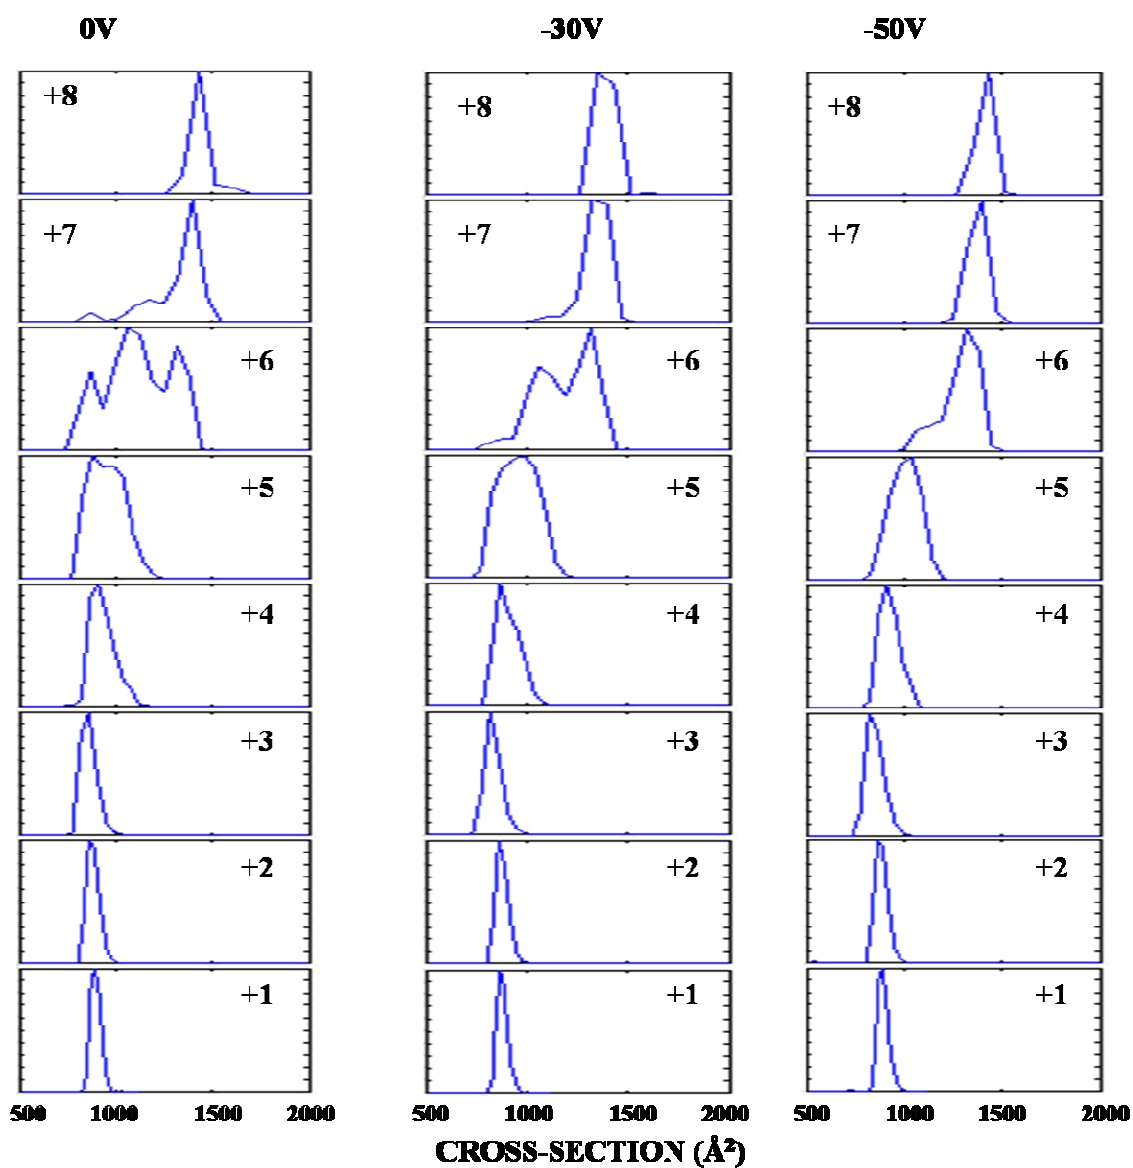 0V -30V -50V
+8 +8 +8
+7 +7 +7
+6 +6 +6
+5 +5 +5
+4 +4 +4
+3 +3 +3
+2 +2 +2
+1 +1 +1
500 1000 1500 2000 500 1000 1500 2000 500 1000 1500 2000
CROSS-SECTION (Å²)